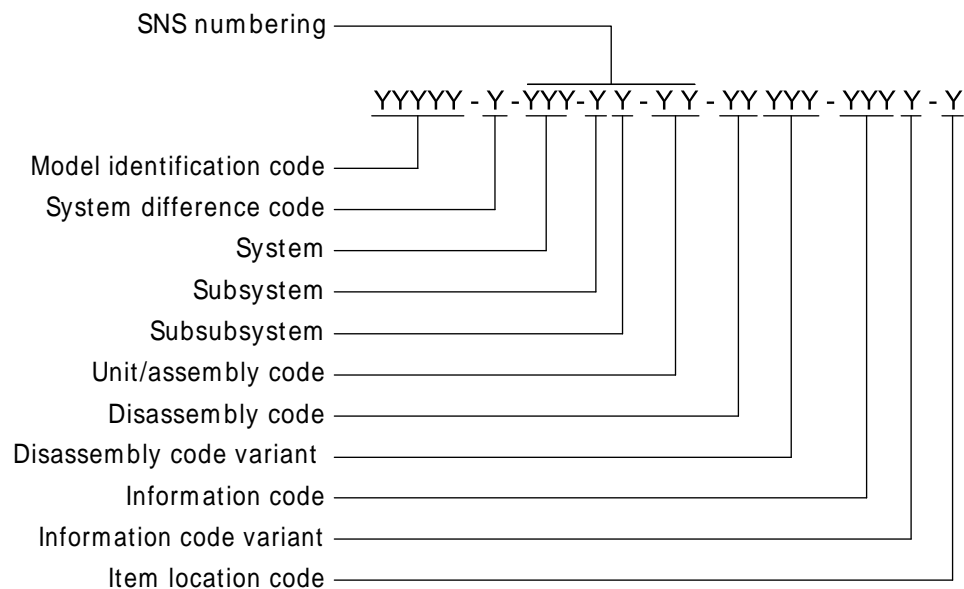 SNS numbering
YYYYY - Y - YYY - Y Y - Y Y - YY YYY - YYY Y - Y
Model identification code
System difference code
System
Subsystem
Subsubsystem
Unit/assembly code
Disassembly code
Disassembly code variant
Information code
Information code variant
Item location code